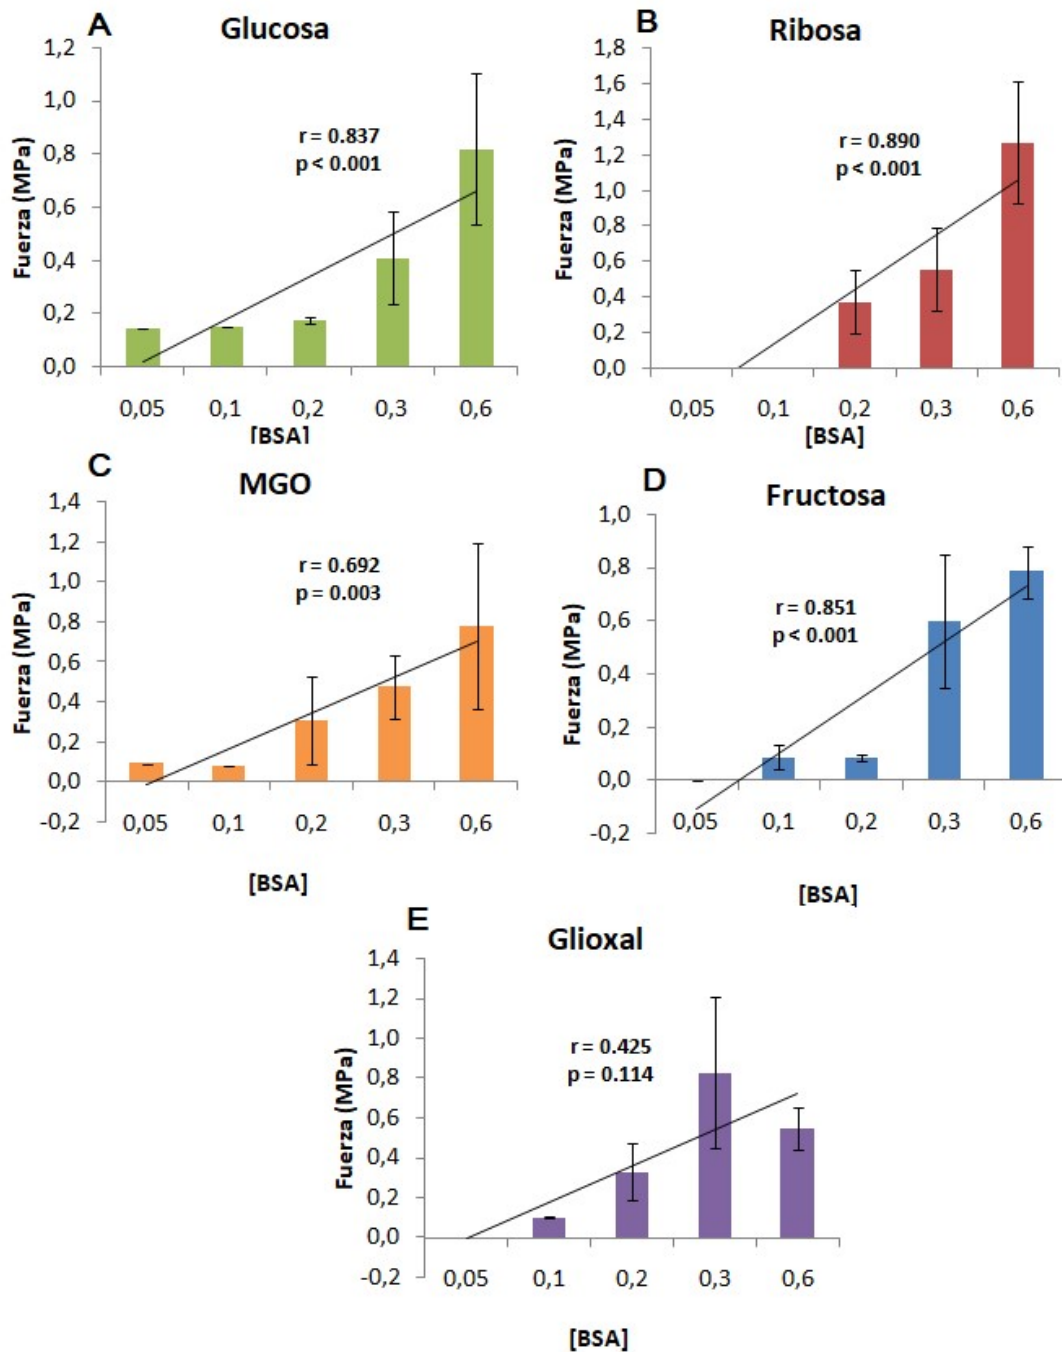 A
Glucosa
1,2
1,0
0,8
0,6
0,4
0,2
0,0
Fuerza (MPa)
r = 0.837
p < 0.001
0,05 0,1 0,2 0,3 0,6
[BSA]
B
Ribosa
1,8
1,6
1,4
1,2
1,0
0,8
0,6
0,4
0,2
0,0
Fuerza (MPa)
r = 0.890
p < 0.001
0,05 0,1 0,2 0,3 0,6
[BSA]
C
MGO
1,4
1,2
1,0
0,8
0,6
0,4
0,2
0,0
-0,2
Fuerza (MPa)
r = 0.692
p = 0.003
0,05 0,1 0,2 0,3 0,6
[BSA]
D
Fructosa
1,0
0,8
0,6
0,4
0,2
0,0
-0,2
Fuerza (MPa)
r = 0.851
p < 0.001
0,05 0,1 0,2 0,3 0,6
[BSA]
E
Glioxal
1,4
1,2
1,0
0,8
0,6
0,4
0,2
0,0
-0,2
Fuerza (MPa)
r = 0.425
p = 0.114
0,05 0,1 0,2 0,3 0,6
[BSA]